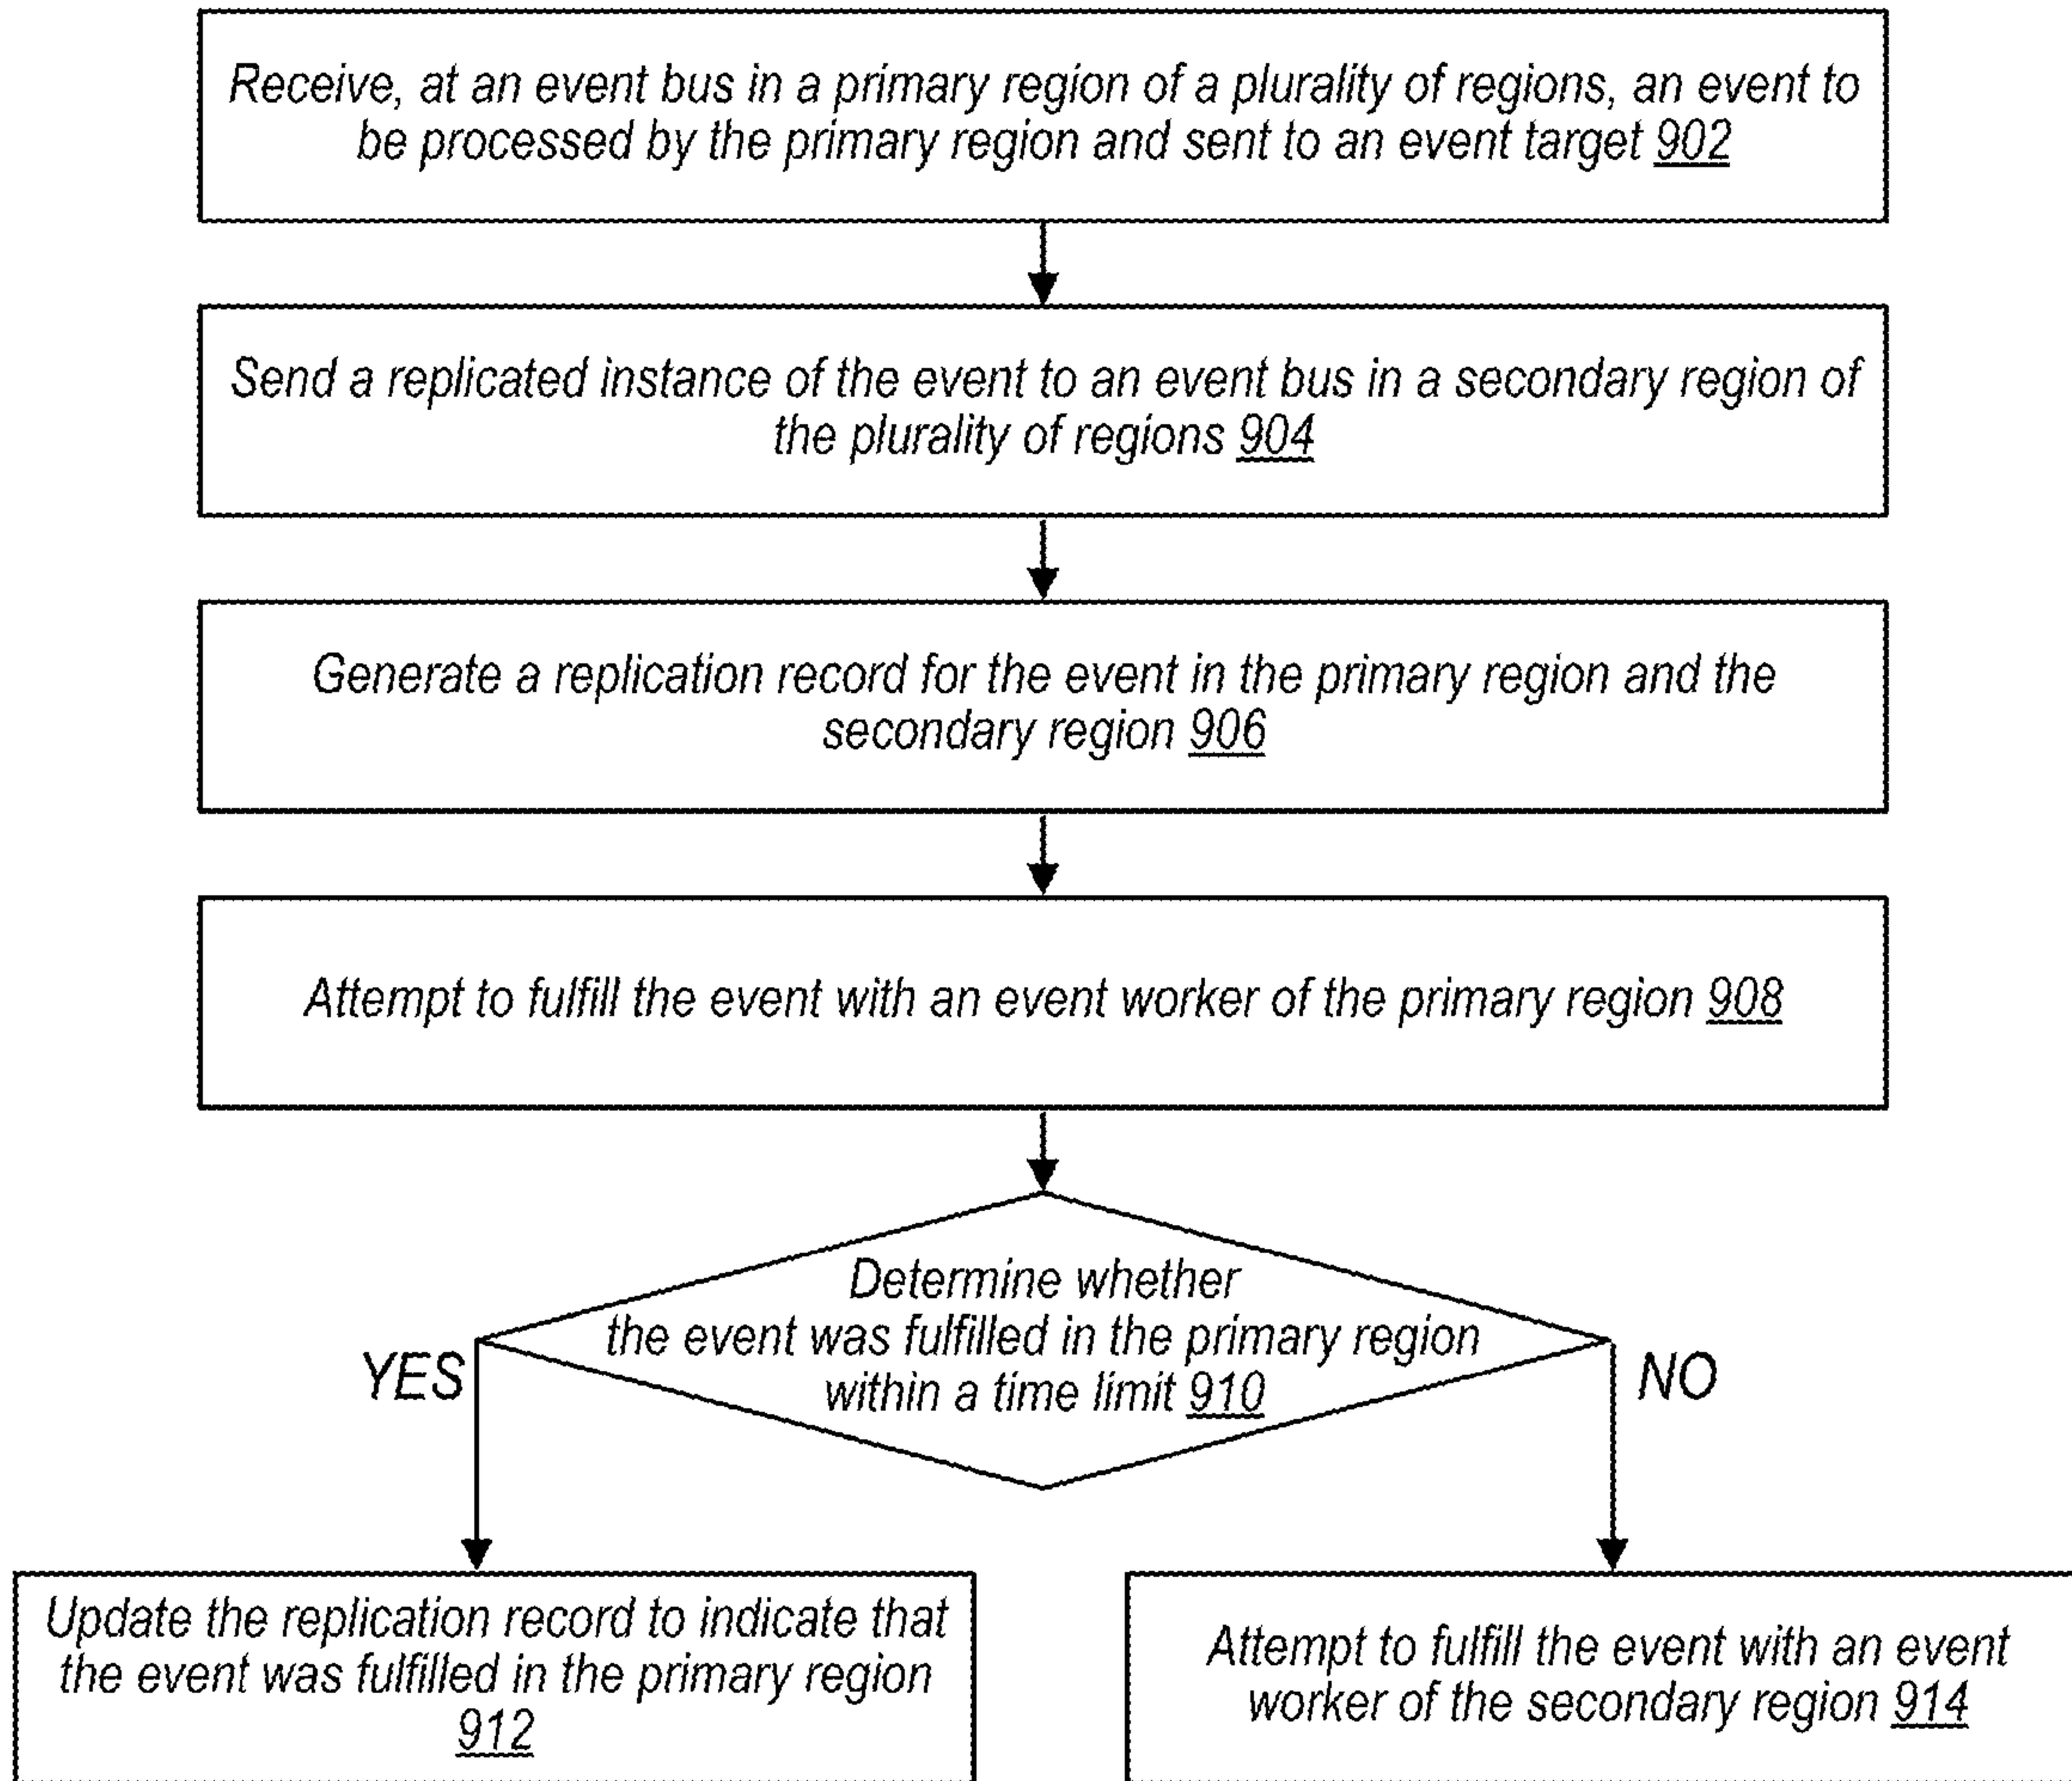 Receive, at an event bus in a primary region of a plurality of regions, an event to
be processed by the primary region and sent to an event target 902
Send a replicated instance of the event to an event bus in a secondary region of
the plurality of regions 904
Generate a replication record for the event in the primary region and the
secondary region 906
Attempt to fulfill the event with an event worker of the primary region 908
Determine whether
the event was fulfilled in the primary region
within a time limit 910
YES
NO
Update the replication record to indicate that
the event was fulfilled in the primary region
912
Attempt to fulfill the event with an event
worker of the secondary region 914